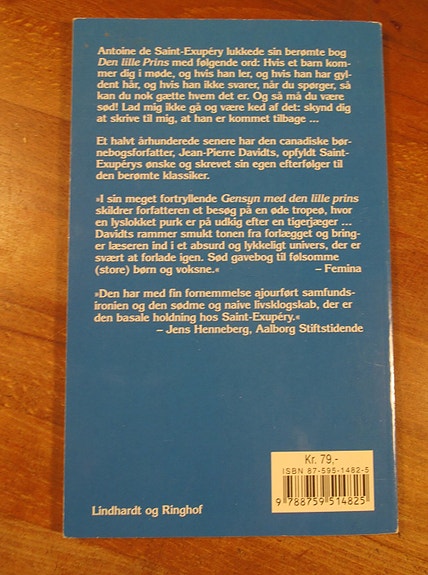 Antoine de Saint-Exupéry lukkede sin berømte bog
Den lille Prins med følgende ord: Hvis et barn kom-
mer dig i møde, og hvis han ler, og hvis han har gyl-
dent hår, og hvis han ikke svarer, når du spørger, så
kan du nok gætte hvem det er. Og så må du være
sød! Lad mig ikke gå og være ked af det: skynd dig
at skrive til mig, at han er kommet tilbage ...
Et halvt århundrede senere har den canadiske bør-
nebogsforfatter, Jean-Pierre Davidts, opfyldt Saint-
Exupérys ønske og skrevet sin egen efterfølger til
den berømte klassiker.
»I sin meget fortryllende Gensyn med den lille prins
skildrer forfatteren et besøg på en øde tropeø, hvor
en lyslokket purk er på udkig efter en tigerjæger ...
Davidts rammer smukt tonen fra forlægget og bring-
er læseren ind i et absurd og lykkeligt univers, der er
svært at forlade igen. Sød gavebog til følsomme
(store) børn og voksne.« – Femina
»Den har med fin fornemmelse ajourført samfunds-
ironien og den sødme og naive livsklogskab, der er
den basale holdning hos Saint-Exupéry.«
– Jens Henneberg, Aalborg Stiftstidende
Kr. 79,-
ISBN 87-595-1482-5
9 788759 514825
Lindhardt og Ringhof